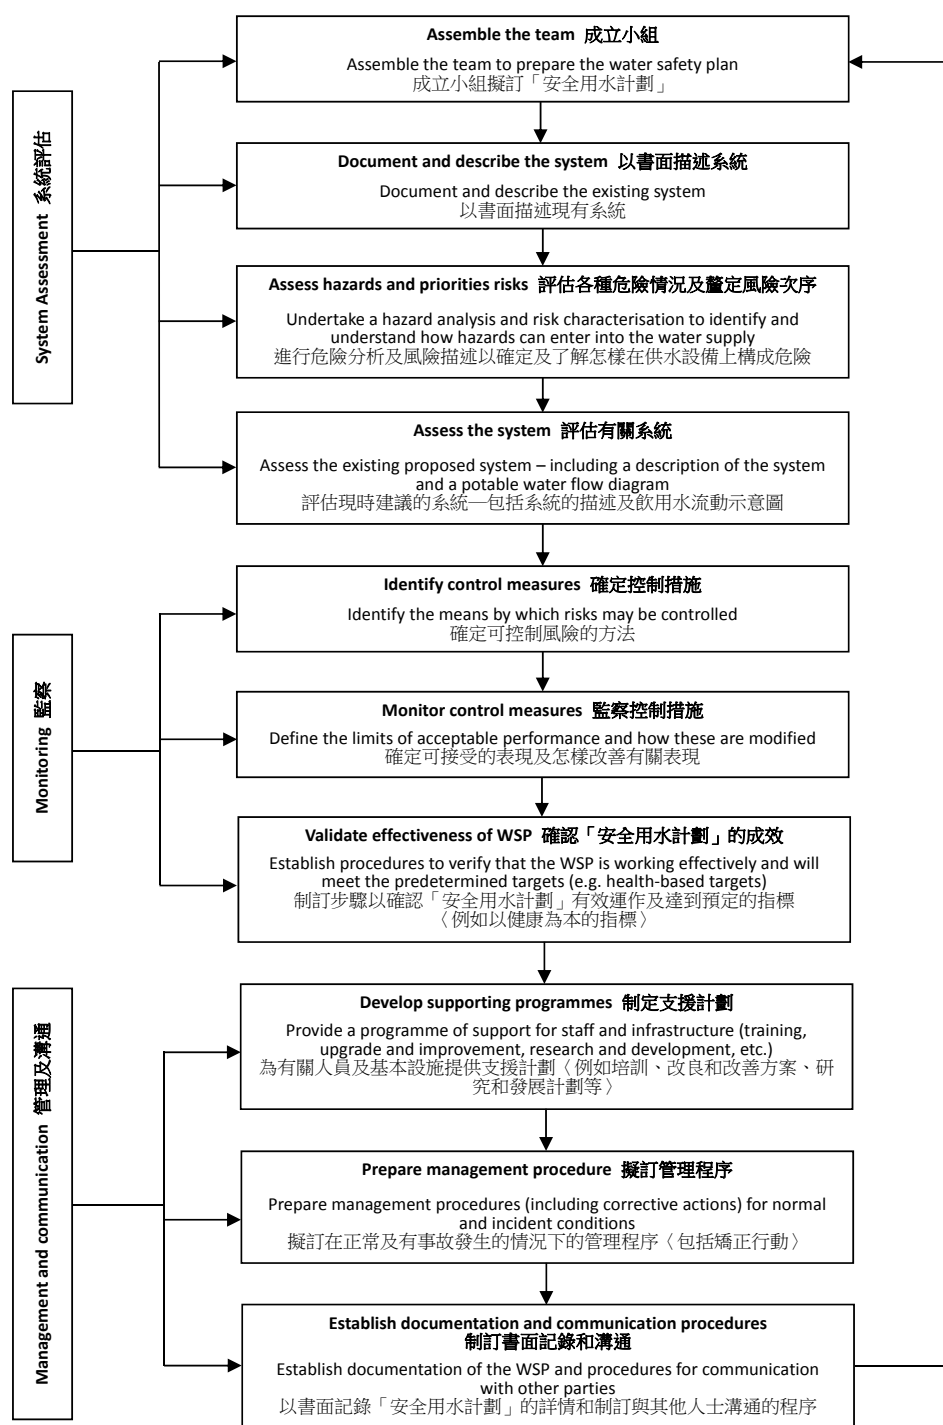 Assemble the team 成立小組
Assemble the team to prepare the water safety plan
成立小組擬訂「安全用水計劃」
System Assessment 系統評估
Document and describe the system 以書面描述系統
Document and describe the existing system
以書面描述現有系統
Assess hazards and priorities risks 評估各種危險情況及釐定風險次序
Undertake a hazard analysis and risk characterisation to identify and
understand how hazards can enter into the water supply
進行危險分析及風險描述以確定及了解怎樣在供水設備上構成危險
Assess the system 評估有關系統
Assess the existing proposed system – including a description of the system
and a potable water flow diagram
評估現時建議的系統─包括系統的描述及飲用水流動示意圖
Monitoring 監察
Identify control measures 確定控制措施
Identify the means by which risks may be controlled
確定可控制風險的方法
Monitor control measures 監察控制措施
Define the limits of acceptable performance and how these are modified
確定可接受的表現及怎樣改善有關表現
Validate effectiveness of WSP 確認「安全用水計劃」的成效
Establish procedures to verify that the WSP is working effectively and will
meet the predetermined targets (e.g. health-based targets)
制訂步驟以確認「安全用水計劃」有效運作及達到預定的指標
〈例如以健康為本的指標〉
Management and communication 管理及溝通
Develop supporting programmes 制定支援計劃
Provide a programme of support for staff and infrastructure (training,
upgrade and improvement, research and development, etc.)
為有關人員及基本設施提供支援計劃〈例如培訓、改良和改善方案、研
究和發展計劃等〉
Prepare management procedure 擬訂管理程序
Prepare management procedures (including corrective actions) for normal
and incident conditions
擬訂在正常及有事故發生的情況下的管理程序〈包括矯正行動〉
Establish documentation and communication procedures
制訂書面記錄和溝通
Establish documentation of the WSP and procedures for communication
with other parties
以書面記錄「安全用水計劃」的詳情和制訂與其他人士溝通的程序